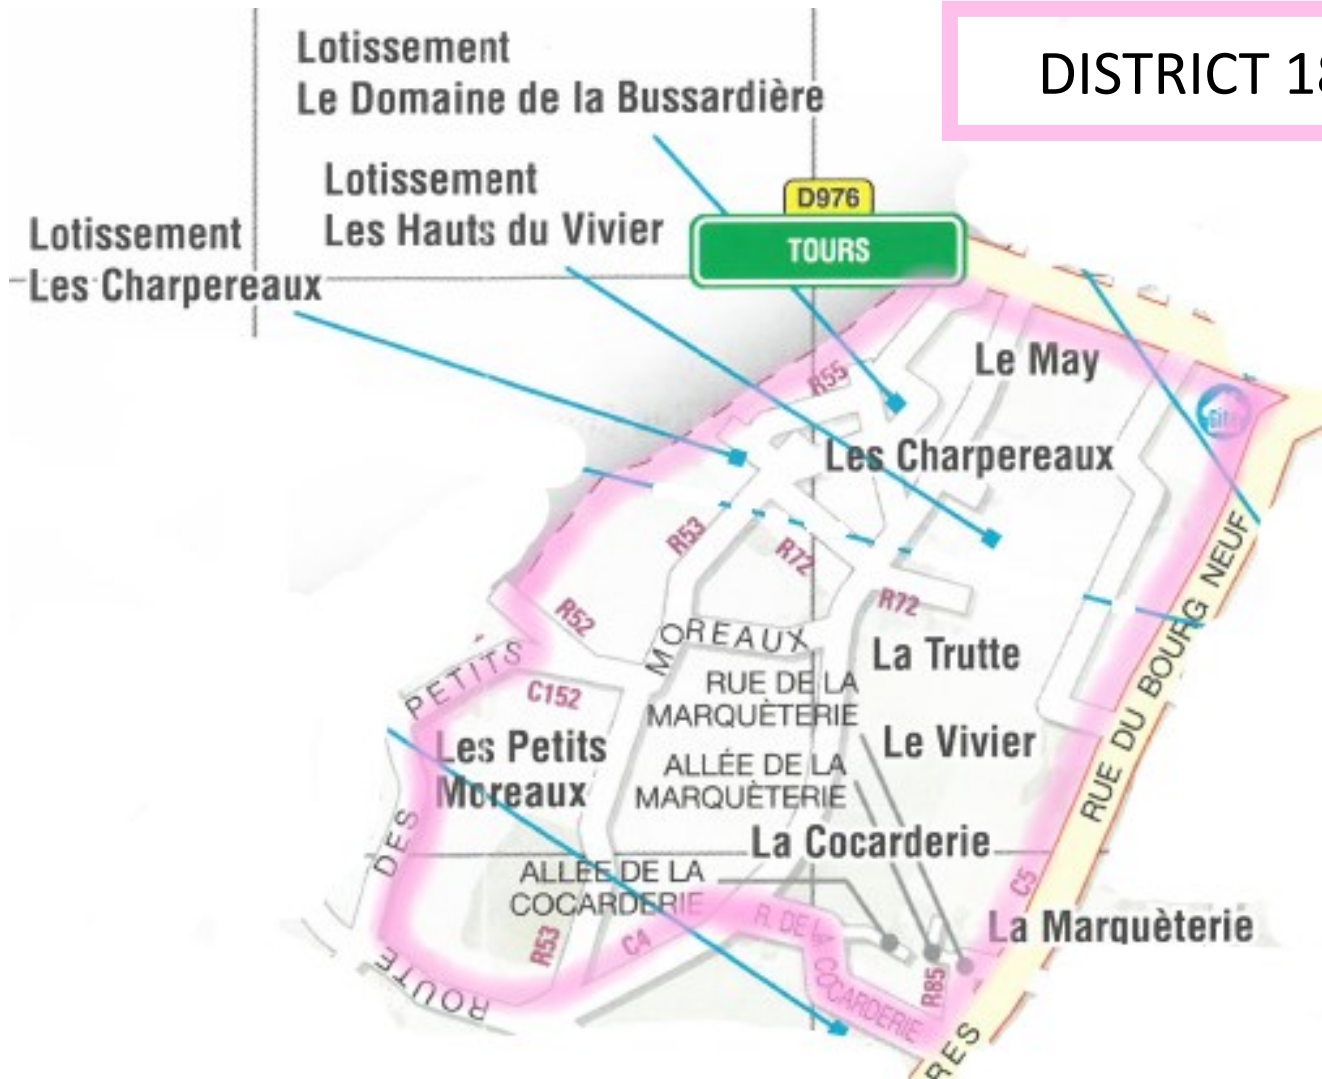 DISTRICT 18
Lotissement
Le Domaine de la Bussardière
Lotissement
Les Hauts du Vivier
Lotissement
Les Charpereaux
D976
TOURS
Le May
R55
Gîte
Les Charpereaux
R53
R72
R72
R52
MOREAUX
PETITS
C152
La Trutte
RUE DE LA
MARQUÈTERIE
Le Vivier
Les Petits
Moreaux
ALLÉE DE LA
MARQUÈTERIE
RUE DU BOURG NEUF
DES
La Cocarderie
ALLÉE DE LA
COCARDERIE
C5
R53
C4
R. DE LA COCARDERIE
La Marquèterie
R85
ROUTE
RES